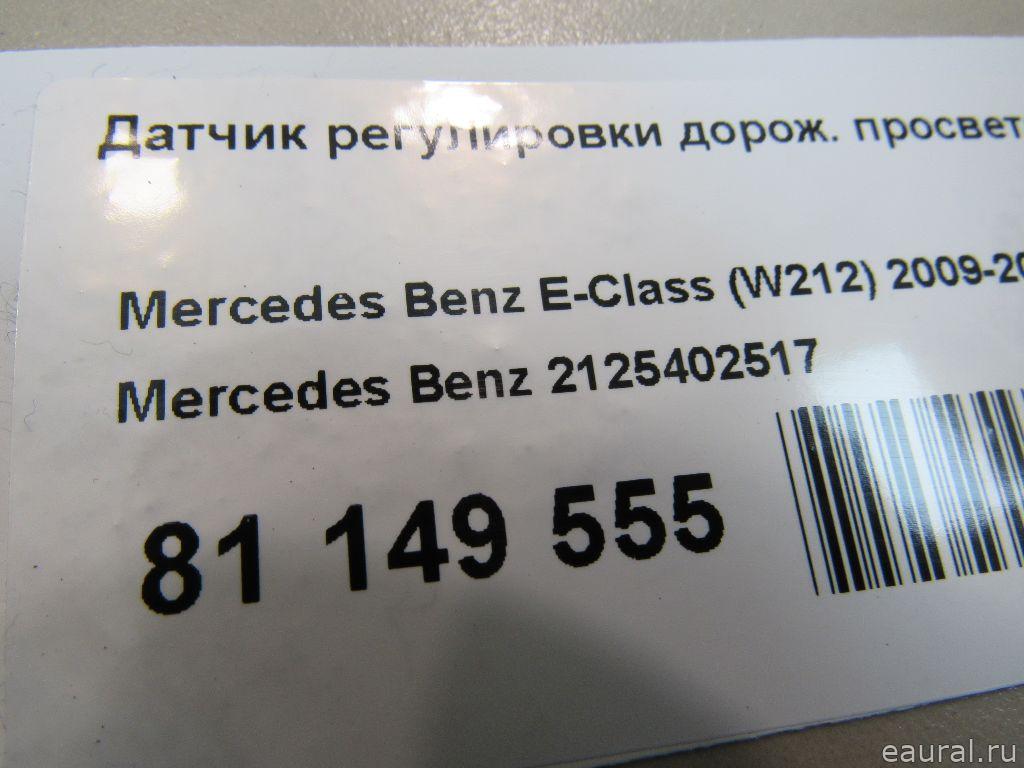 Датчик регулировки дорож. просвет
Mercedes Benz E-Class (W212) 2009-20
Mercedes Benz 2125402517
81 149 555
eaural.ru